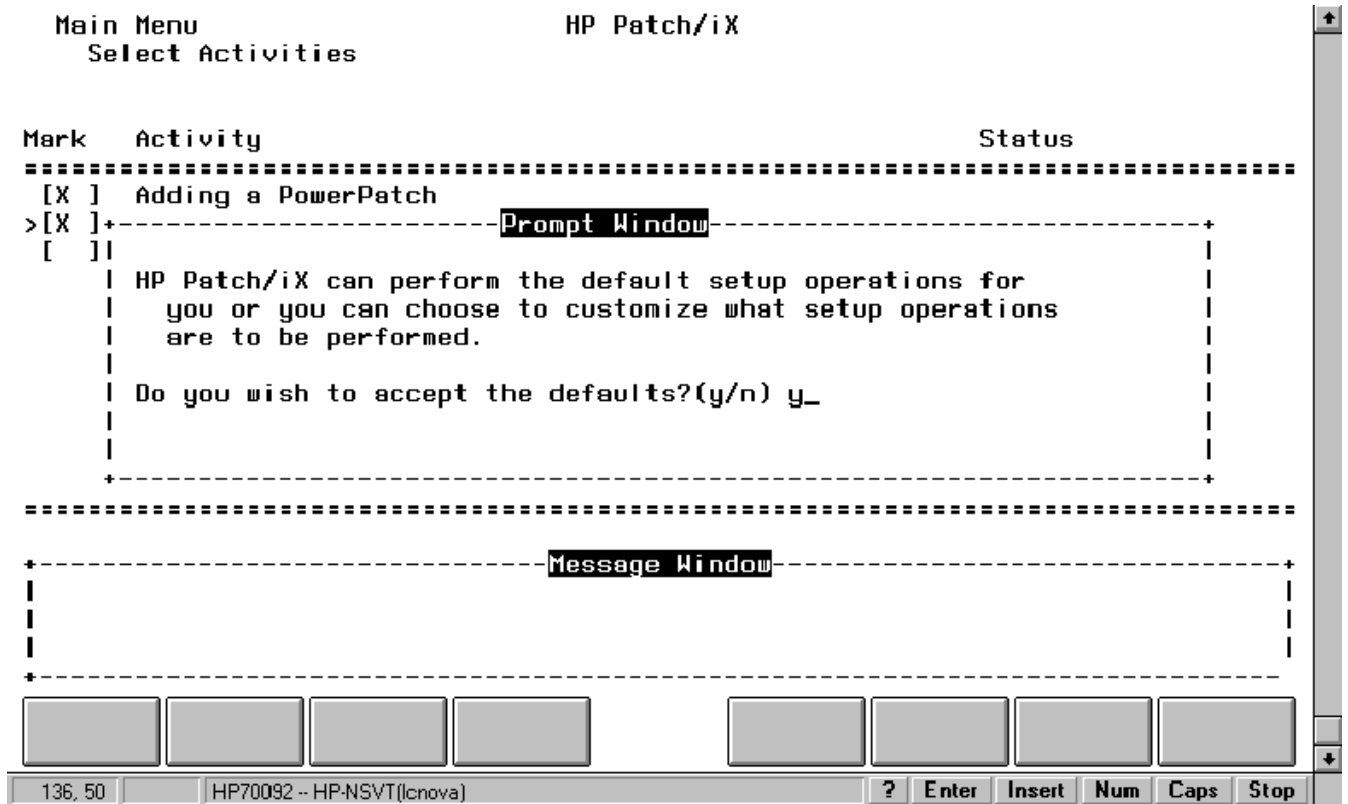 Main Menu HP Patch/iX
Select Activities
Mark Activity Status
================================================================================
[X ] Adding a PowerPatch
>[X ]+-------------------------Prompt Window-------------------------------+
[ ]|
HP Patch/iX can perform the default setup operations for
you or you can choose to customize what setup operations
are to be performed.
Do you wish to accept the defaults?(y/n) y_
================================================================================
Message Window
136, 50 HP70092 -- HP-NSVT(lcnova) ? Enter Insert Num Caps Stop